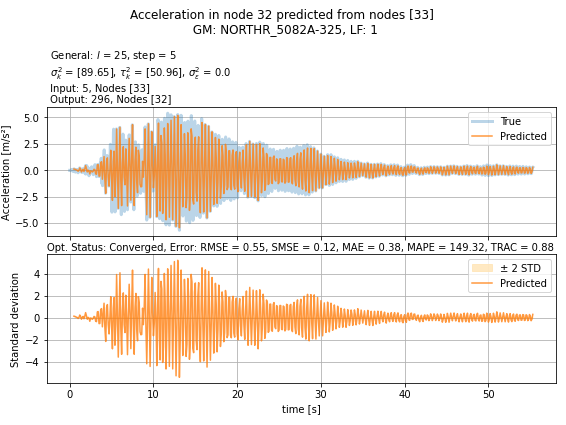 Acceleration in node 32 predicted from nodes [33]
GM: NORTHR_5082A-325, LF: 1
General: l = 25, step = 5
σ²ₖ = [89.65], τ²ₖ = [50.96], σ²ₑ = 0.0
Input: 5, Nodes [33]
Output: 296, Nodes [32]
True
Predicted
Acceleration [m/s²]
5.0
2.5
0.0
−2.5
−5.0
Opt. Status: Converged, Error: RMSE = 0.55, SMSE = 0.12, MAE = 0.38, MAPE = 149.32, TRAC = 0.88
± 2 STD
Predicted
Standard deviation
4
2
0
−2
−4
0 10 20 30 40 50
time [s]